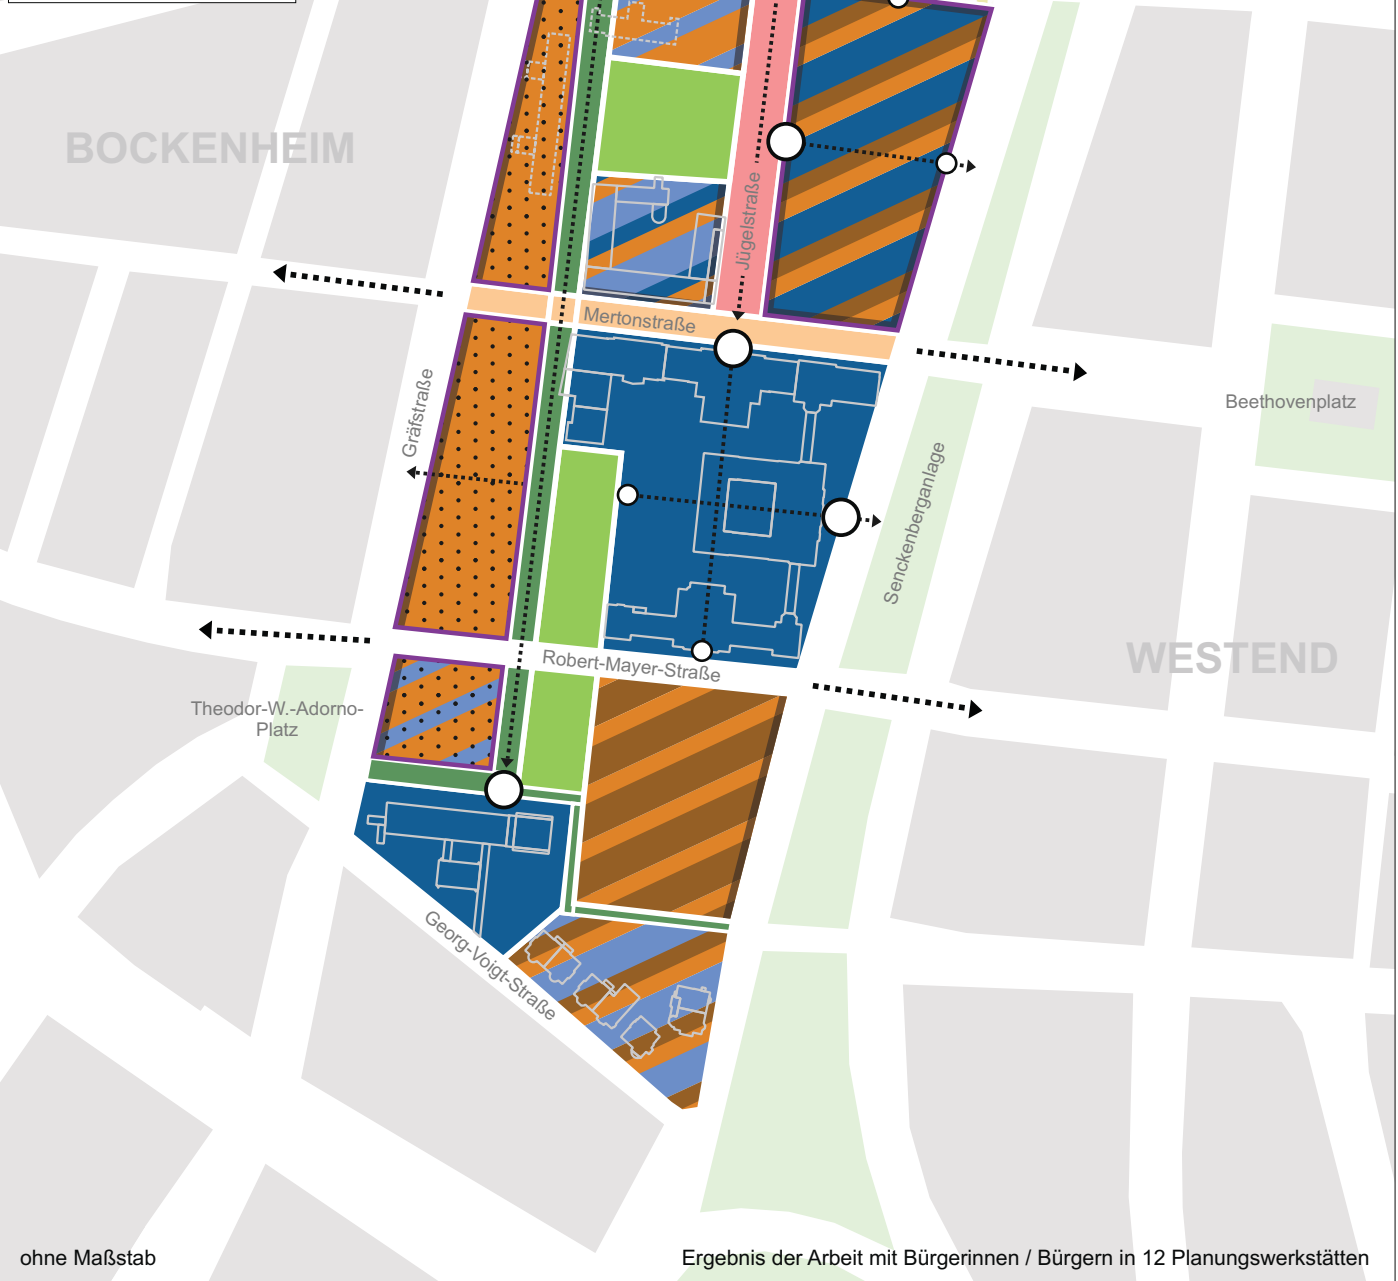 BOCKENHEIM
Jügelstraße
Mertonstraße
Gräfstraße
Beethovenplatz
Senckenberganlage
WESTEND
Robert-Mayer-Straße
Theodor-W.-Adorno-
Platz
Georg-Voigt-Straße
ohne Maßstab
Ergebnis der Arbeit mit Bürgerinnen / Bürgern in 12 Planungswerkstätten